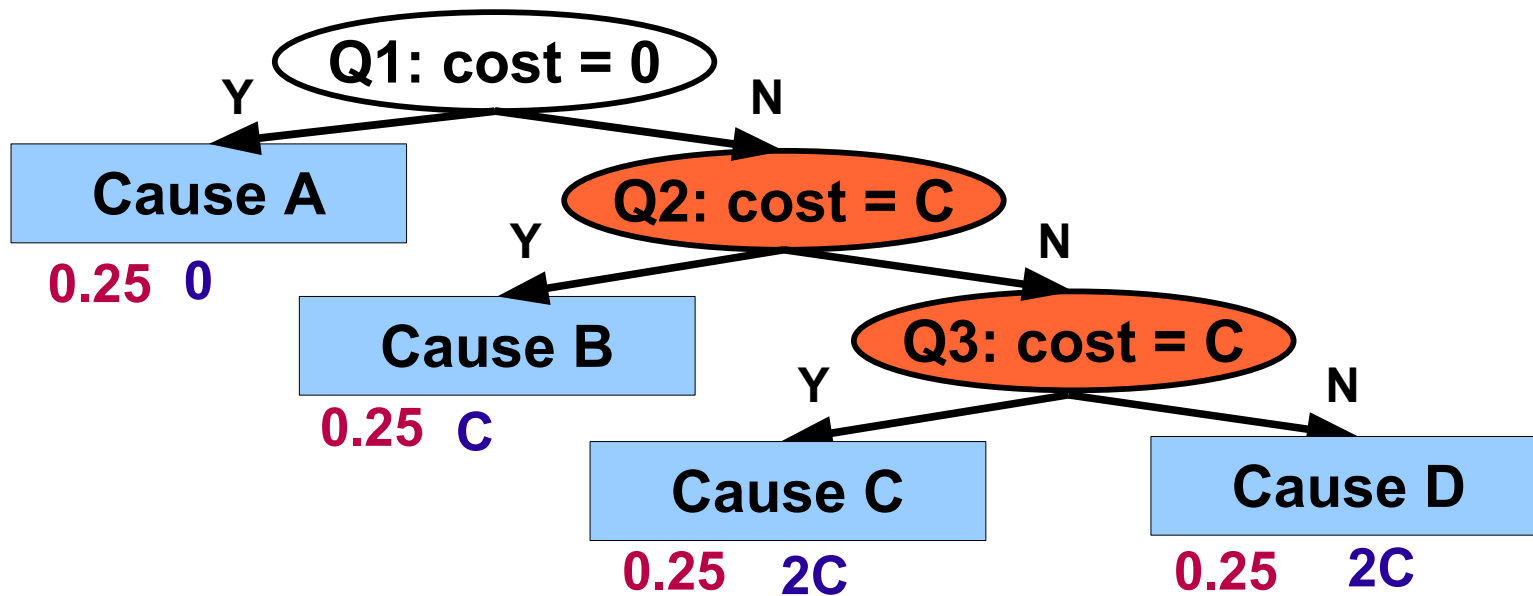 Q1: cost = 0
Y
N
Cause A
Q2: cost = C
0.25 0
Y
N
Cause B
Q3: cost = C
0.25 C
Y
N
Cause C
Cause D
0.25 2C
0.25 2C